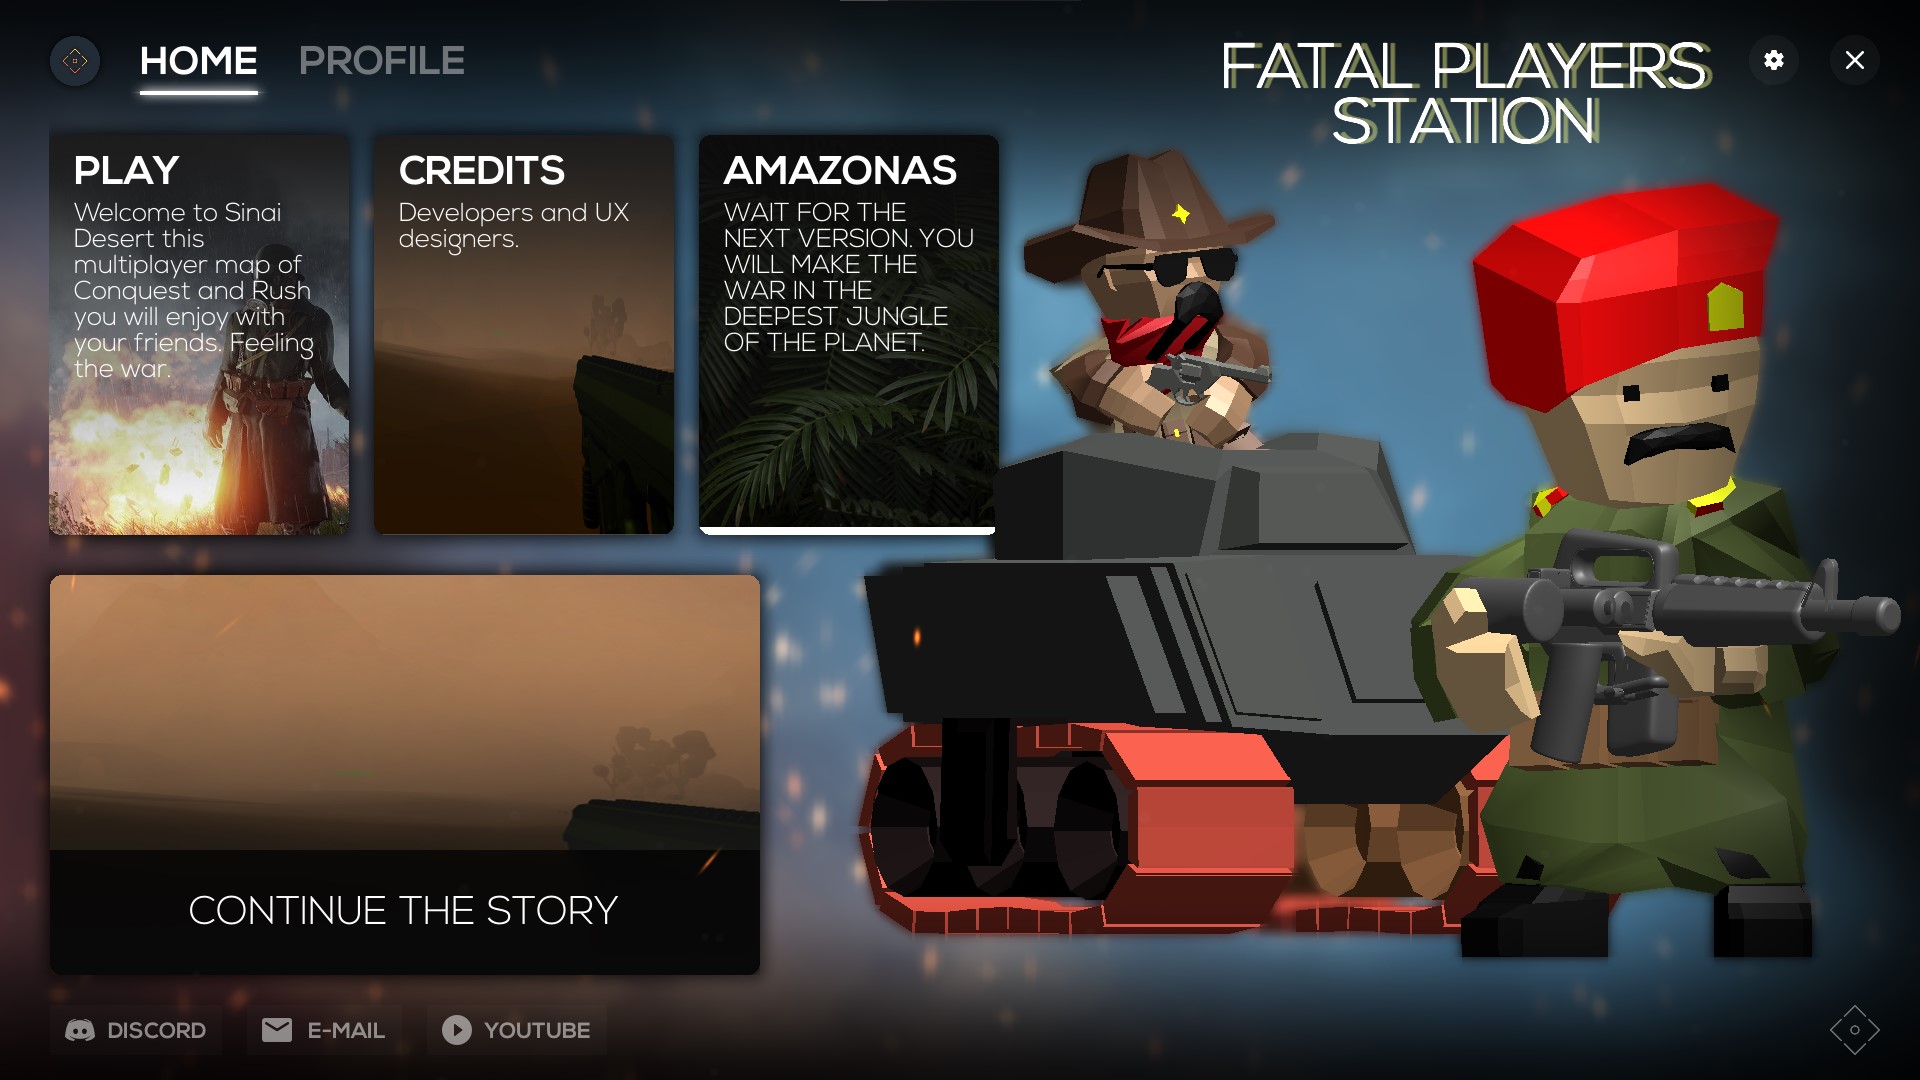 HOME PROFILE
FATAL PLAYERS
STATION
PLAY
Welcome to Sinai
Desert this
multiplayer map of
Conquest and Rush
you will enjoy with
your friends. Feeling
the war.
CREDITS
Developers and UX
designers.
AMAZONAS
WAIT FOR THE
NEXT VERSION. YOU
WILL MAKE THE
WAR IN THE
DEEPEST JUNGLE
OF THE PLANET.
CONTINUE THE STORY
DISCORD E-MAIL YOUTUBE